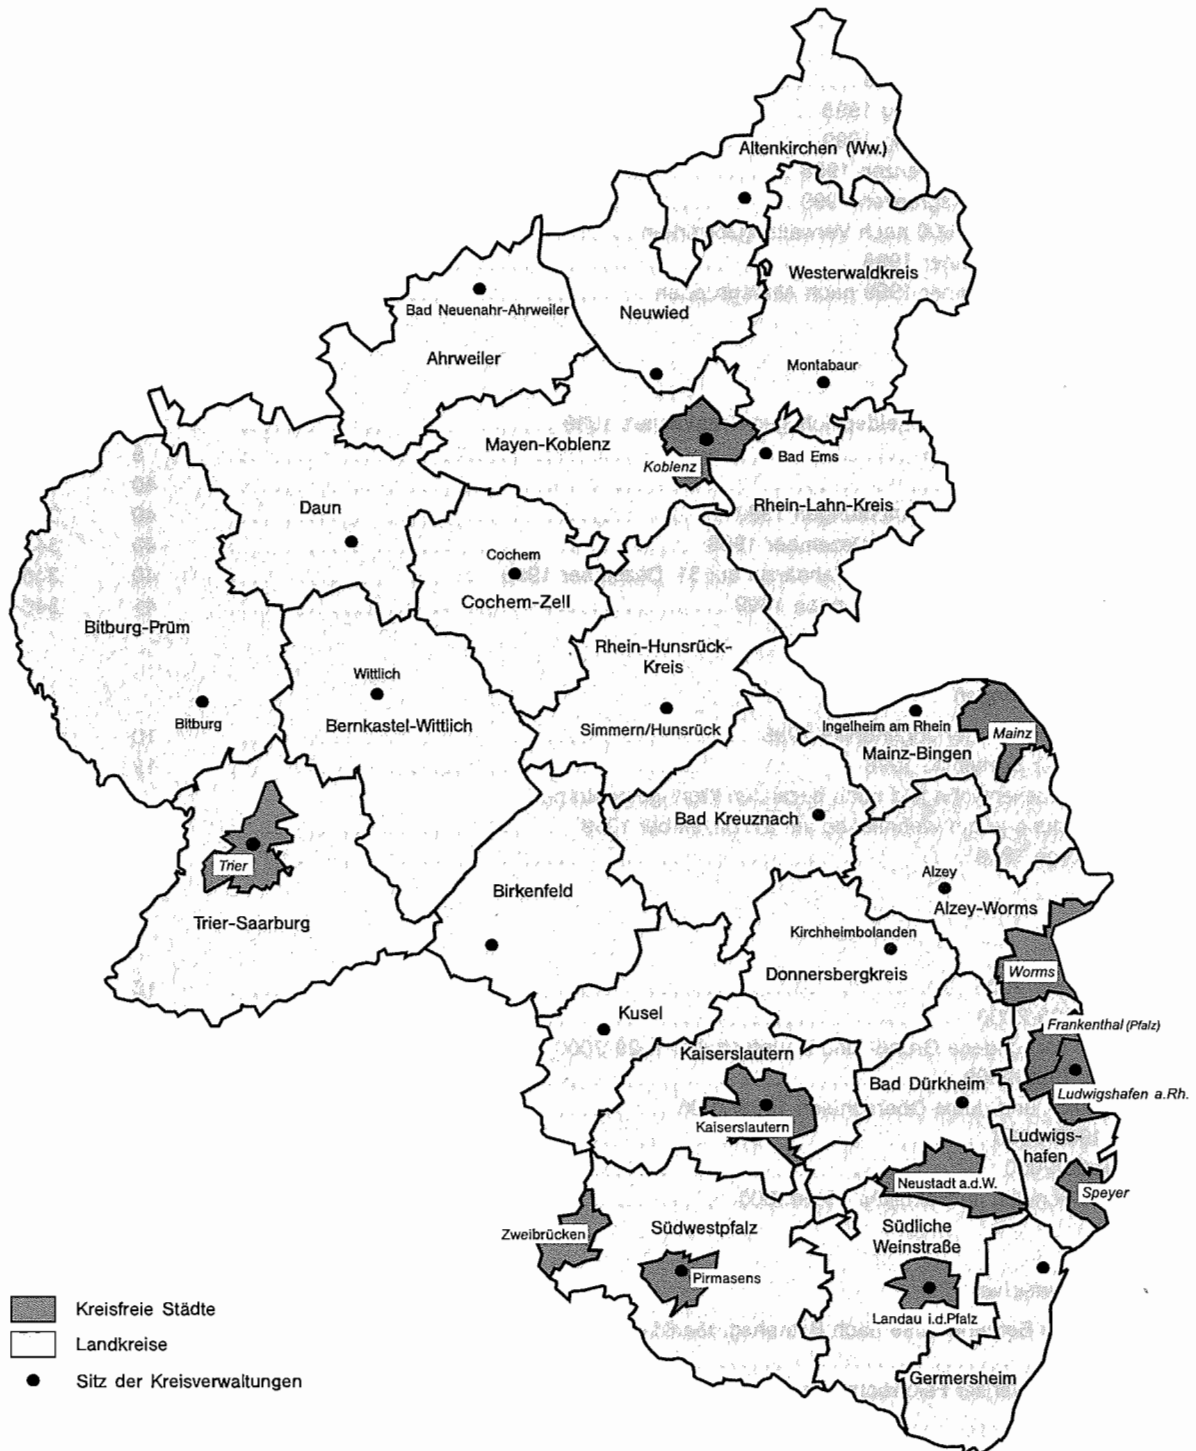 Altenkirchen (Ww.)
Westerwaldkreis
Bad Neuenahr-Ahrweiler
Neuwied
Ahrweiler
Montabaur
Mayen-Koblenz
Koblenz
Bad Ems
Daun
Rhein-Lahn-Kreis
Cochem
Cochem-Zell
Bitburg-Prüm
Rhein-Hunsrück-
Kreis
Wittlich
Bitburg
Bernkastel-Wittlich
Simmern/Hunsrück
Ingelheim am Rhein
Mainz
Mainz-Bingen
Bad Kreuznach
Trier
Alzey
Birkenfeld
Alzey-Worms
Trier-Saarburg
Kirchheimbolanden
Donnersbergkreis
Worms
Kusel
Frankenthal (Pfalz)
Kaiserslautern
Bad Dürkheim
Ludwigshafen a.Rh.
Kaiserslautern
Ludwigs-
hafen
Neustadt a.d.W.
Speyer
Zweibrücken
Südwestpfalz
Südliche
Weinstraße
Pirmasens
Landau i.d.Pfalz
Germersheim
Kreisfreie Städte
Landkreise
Sitz der Kreisverwaltungen